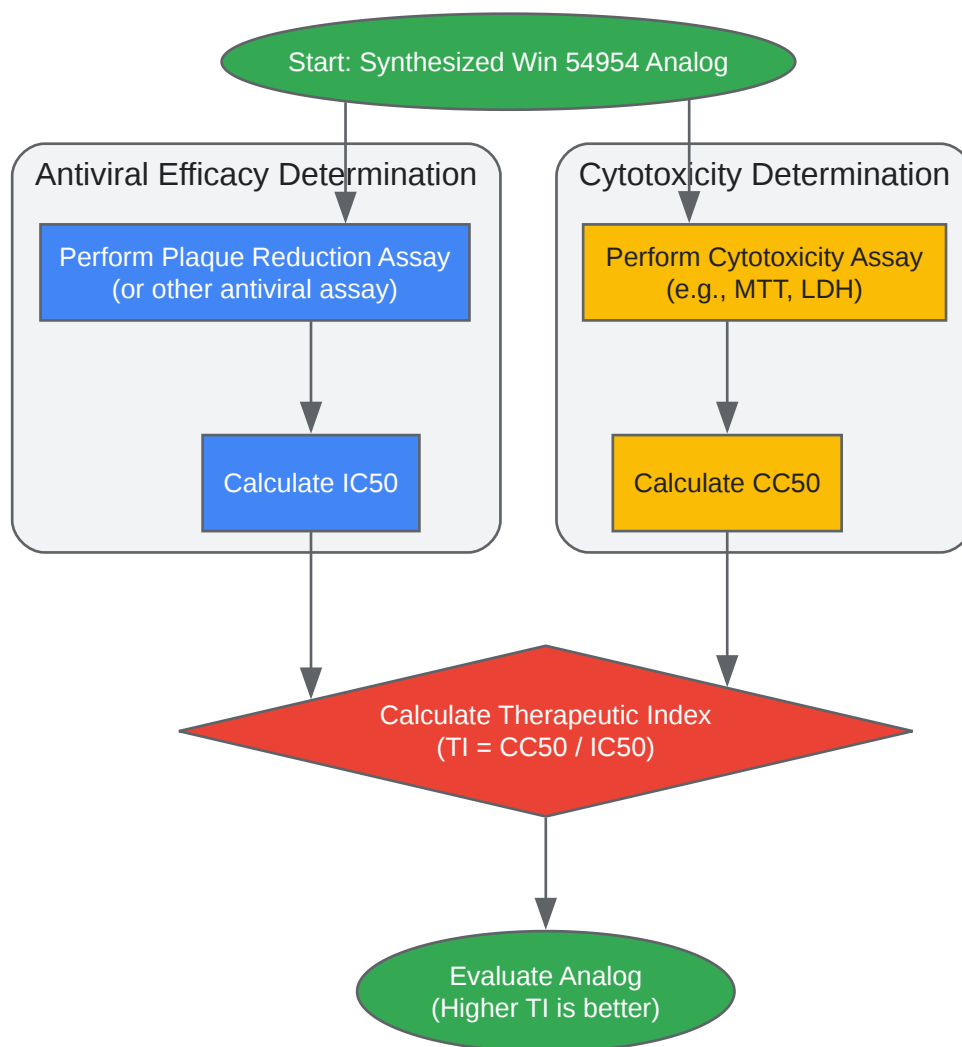 Start: Synthesized Win 54954 Analog
Antiviral Efficacy Determination
Perform Plaque Reduction Assay
(or other antiviral assay)
Calculate IC50
Cytotoxicity Determination
Perform Cytotoxicity Assay
(e.g., MTT, LDH)
Calculate CC50
Calculate Therapeutic Index
(TI = CC50 / IC50)
Evaluate Analog
(Higher TI is better)